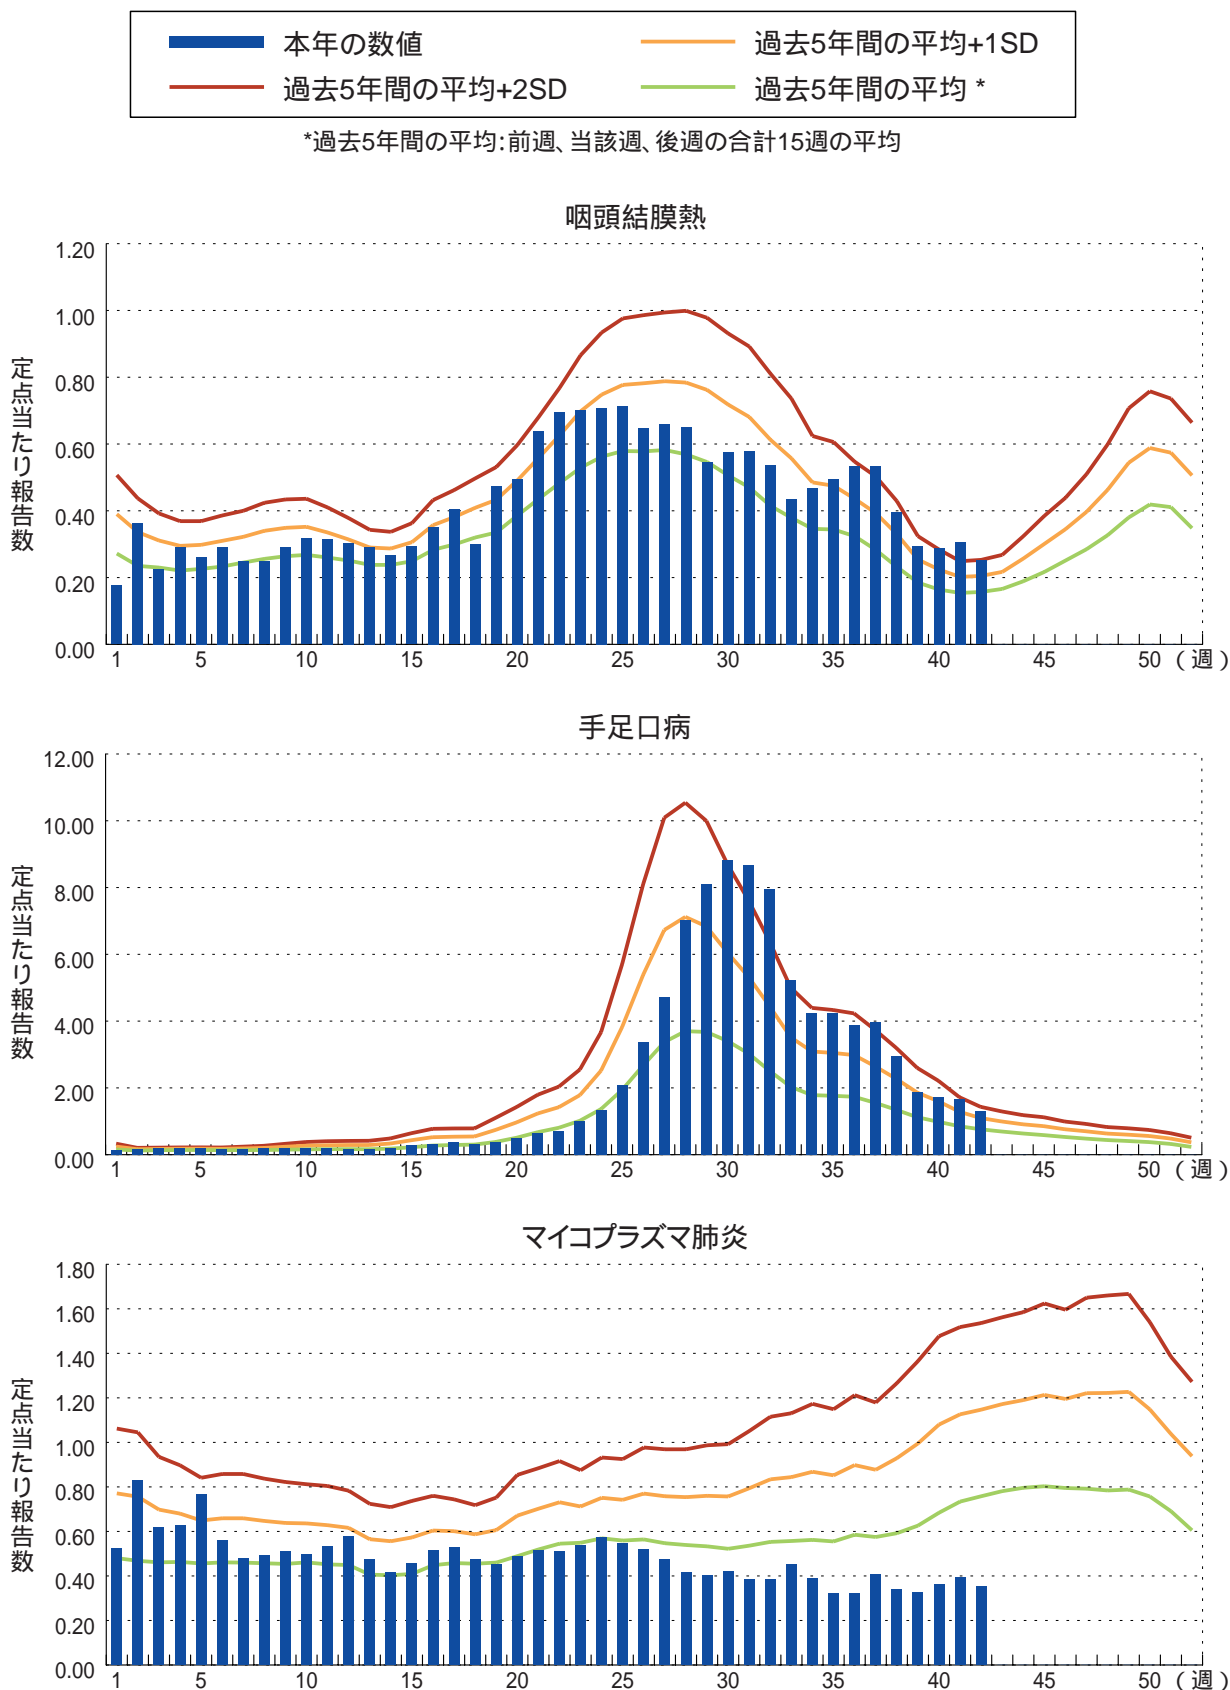 本年の数値
過去5年間の平均+1SD
過去5年間の平均+2SD
過去5年間の平均 *
*過去5年間の平均:前週、当該週、後週の合計15週の平均
咽頭結膜熱
定点当たり報告数
1.20
1.00
0.80
0.60
0.40
0.20
0.00
1 5 10 15 20 25 30 35 40 45 50 (週)
手足口病
定点当たり報告数
12.00
10.00
8.00
6.00
4.00
2.00
0.00
1 5 10 15 20 25 30 35 40 45 50 (週)
マイコプラズマ肺炎
定点当たり報告数
1.80
1.60
1.40
1.20
1.00
0.80
0.60
0.40
0.20
0.00
1 5 10 15 20 25 30 35 40 45 50 (週)